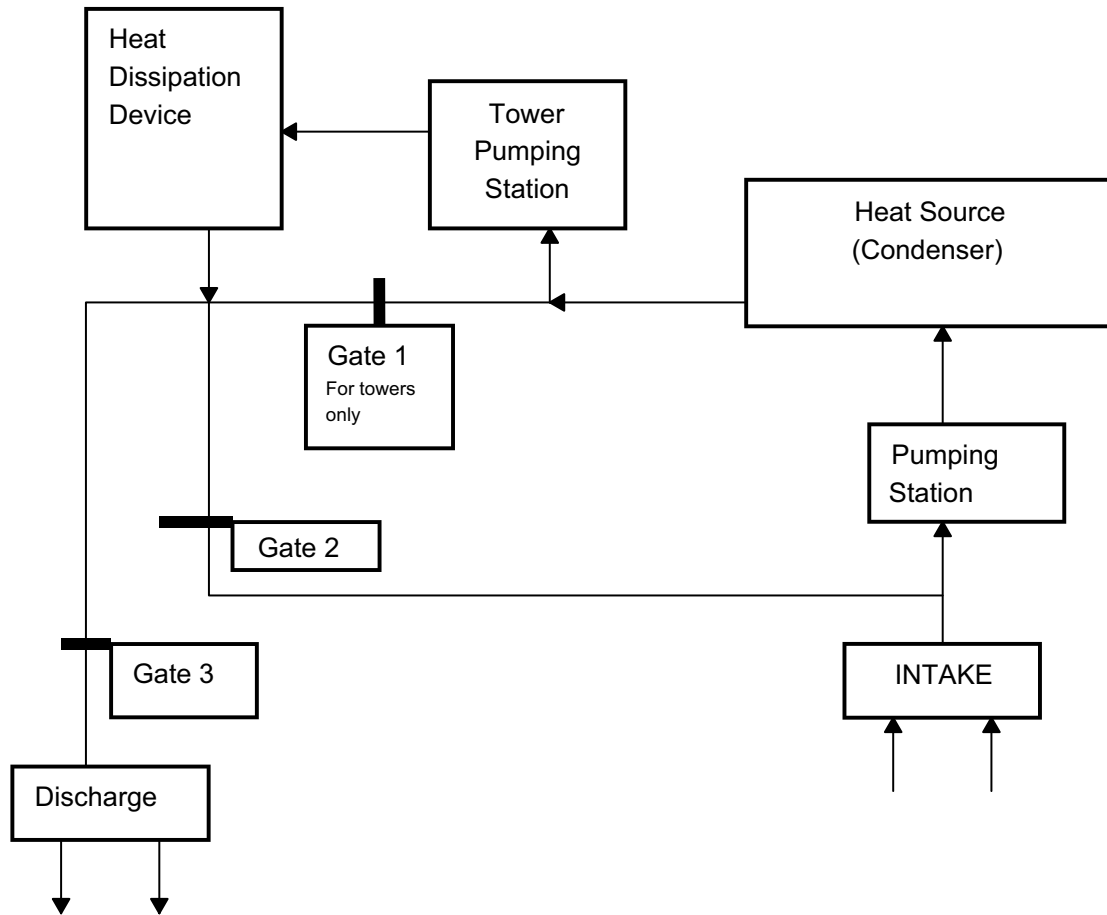 Heat
Dissipation
Device
Tower
Pumping
Station
Heat Source
(Condenser)
Gate 1
For towers
only
Pumping
Station
Gate 2
Gate 3
INTAKE
Discharge